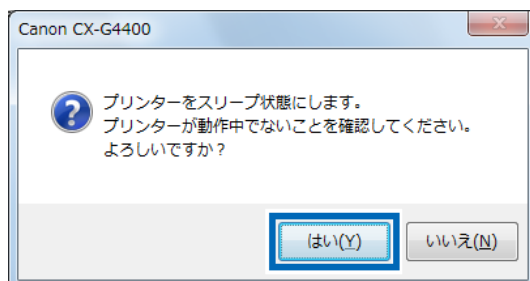 Canon CX-G4400
プリンターをスリープ状態にします。
プリンターが動作中でないことを確認してください。
よろしいですか？
はい(Y)
いいえ(N)